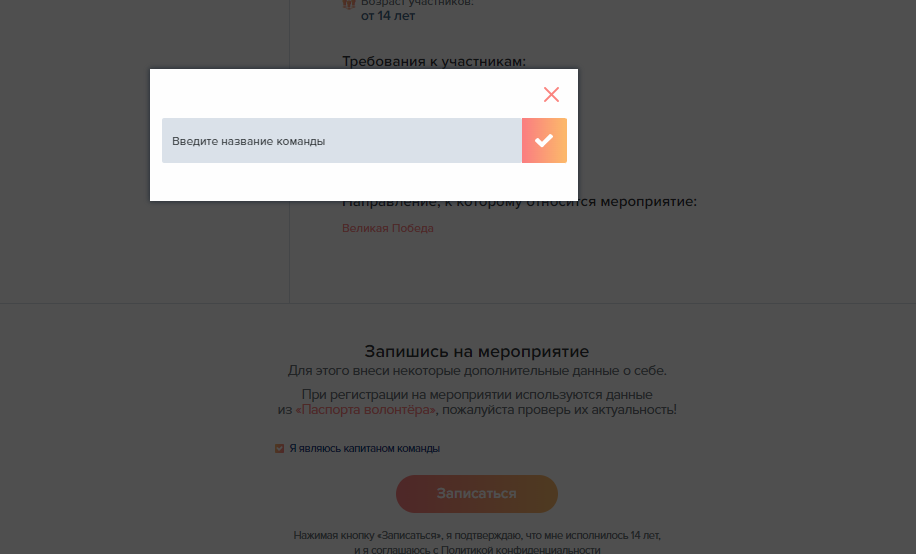 Возраст участников:
от 14 лет
Требования к участникам:
Введите название команды
Направление, к которому относится мероприятие:
Великая Победа
Запишись на мероприятие
Для этого внеси некоторые дополнительные данные о себе.
При регистрации на мероприятии используются данные
из «Паспорта волонтёра», пожалуйста проверь их актуальность!
Я являюсь капитаном команды
Записаться
Нажимая кнопку «Записаться», я подтверждаю, что мне исполнилось 14 лет,
и я соглашаюсь с Политикой конфиденциальности